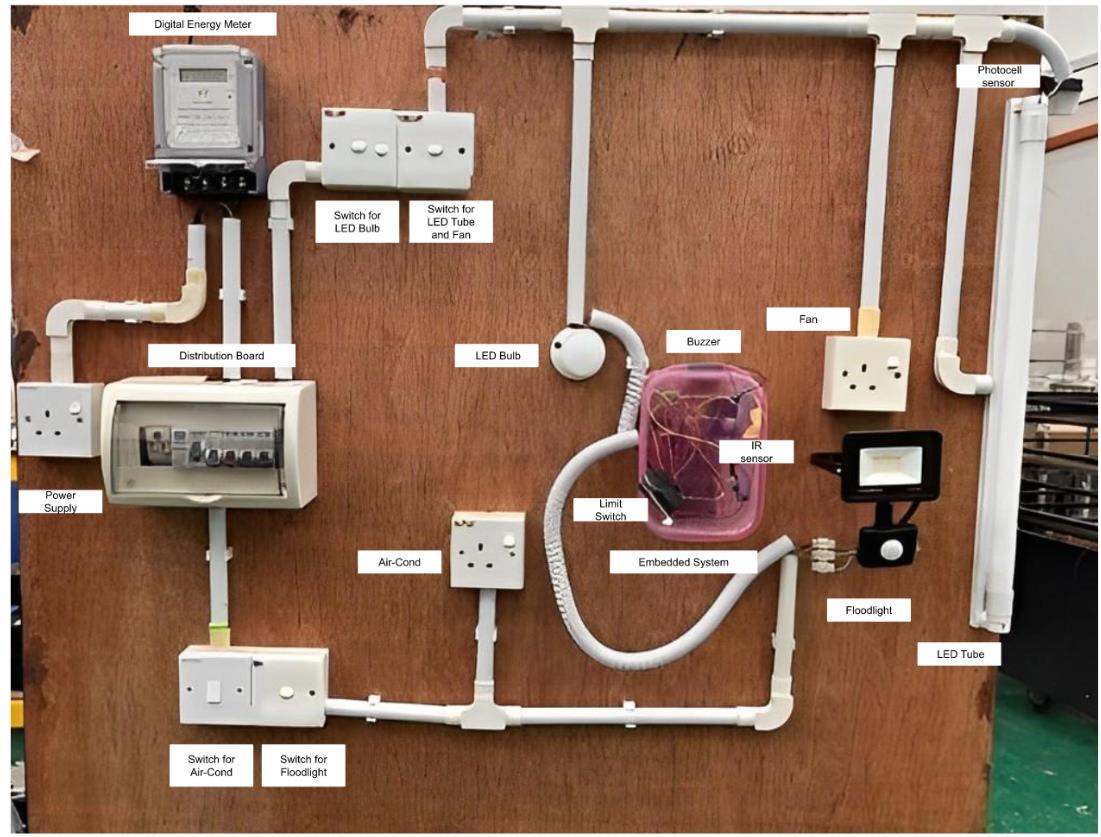 Digital Energy Meter
Photocell
sensor
Switch for
LED Bulb
Switch for
LED Tube
and Fan
Fan
Buzzer
Distribution Board
LED Bulb
IR
sensor
Power
Supply
Limit
Switch
Air-Cond
Embedded System
Floodlight
LED Tube
Switch for
Air-Cond
Switch for
Floodlight